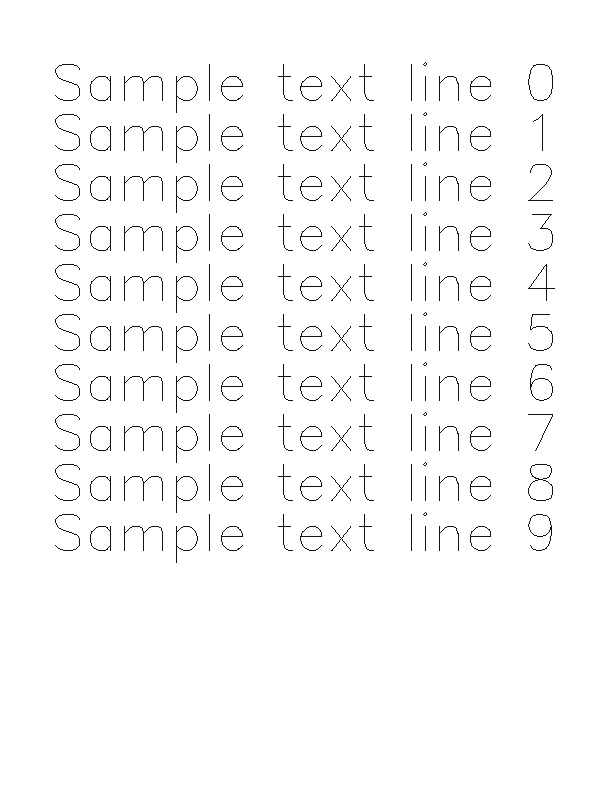 Sample text line 0
Sample text line 1
Sample text line 2
Sample text line 3
Sample text line 4
Sample text line 5
Sample text line 6
Sample text line 7
Sample text line 8
Sample text line 9